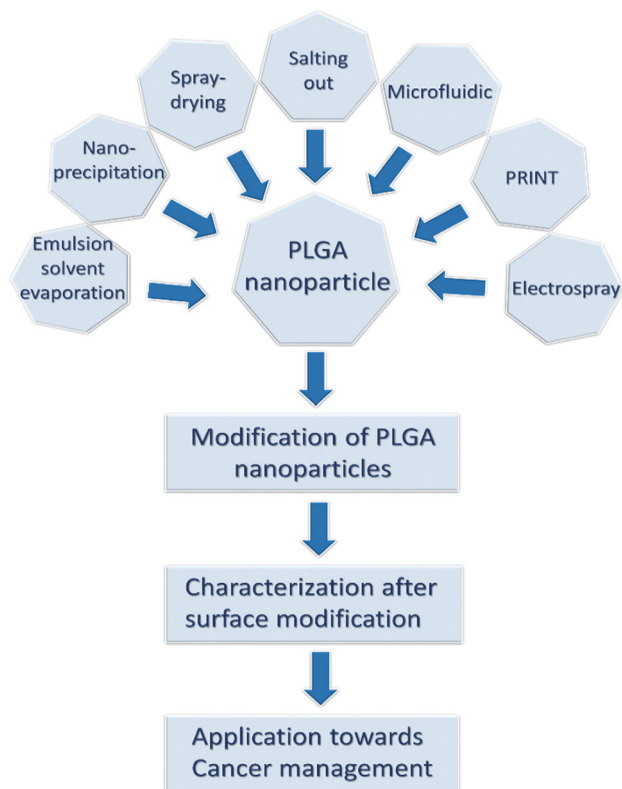 Salting
out
Spray-
drying
Microfluidic
Nano-
precipitation
PRINT
Emulsion
solvent
evaporation
Electrospray
PLGA
nanoparticle
Modification of PLGA
nanoparticles
Characterization after
surface modification
Application towards
Cancer management